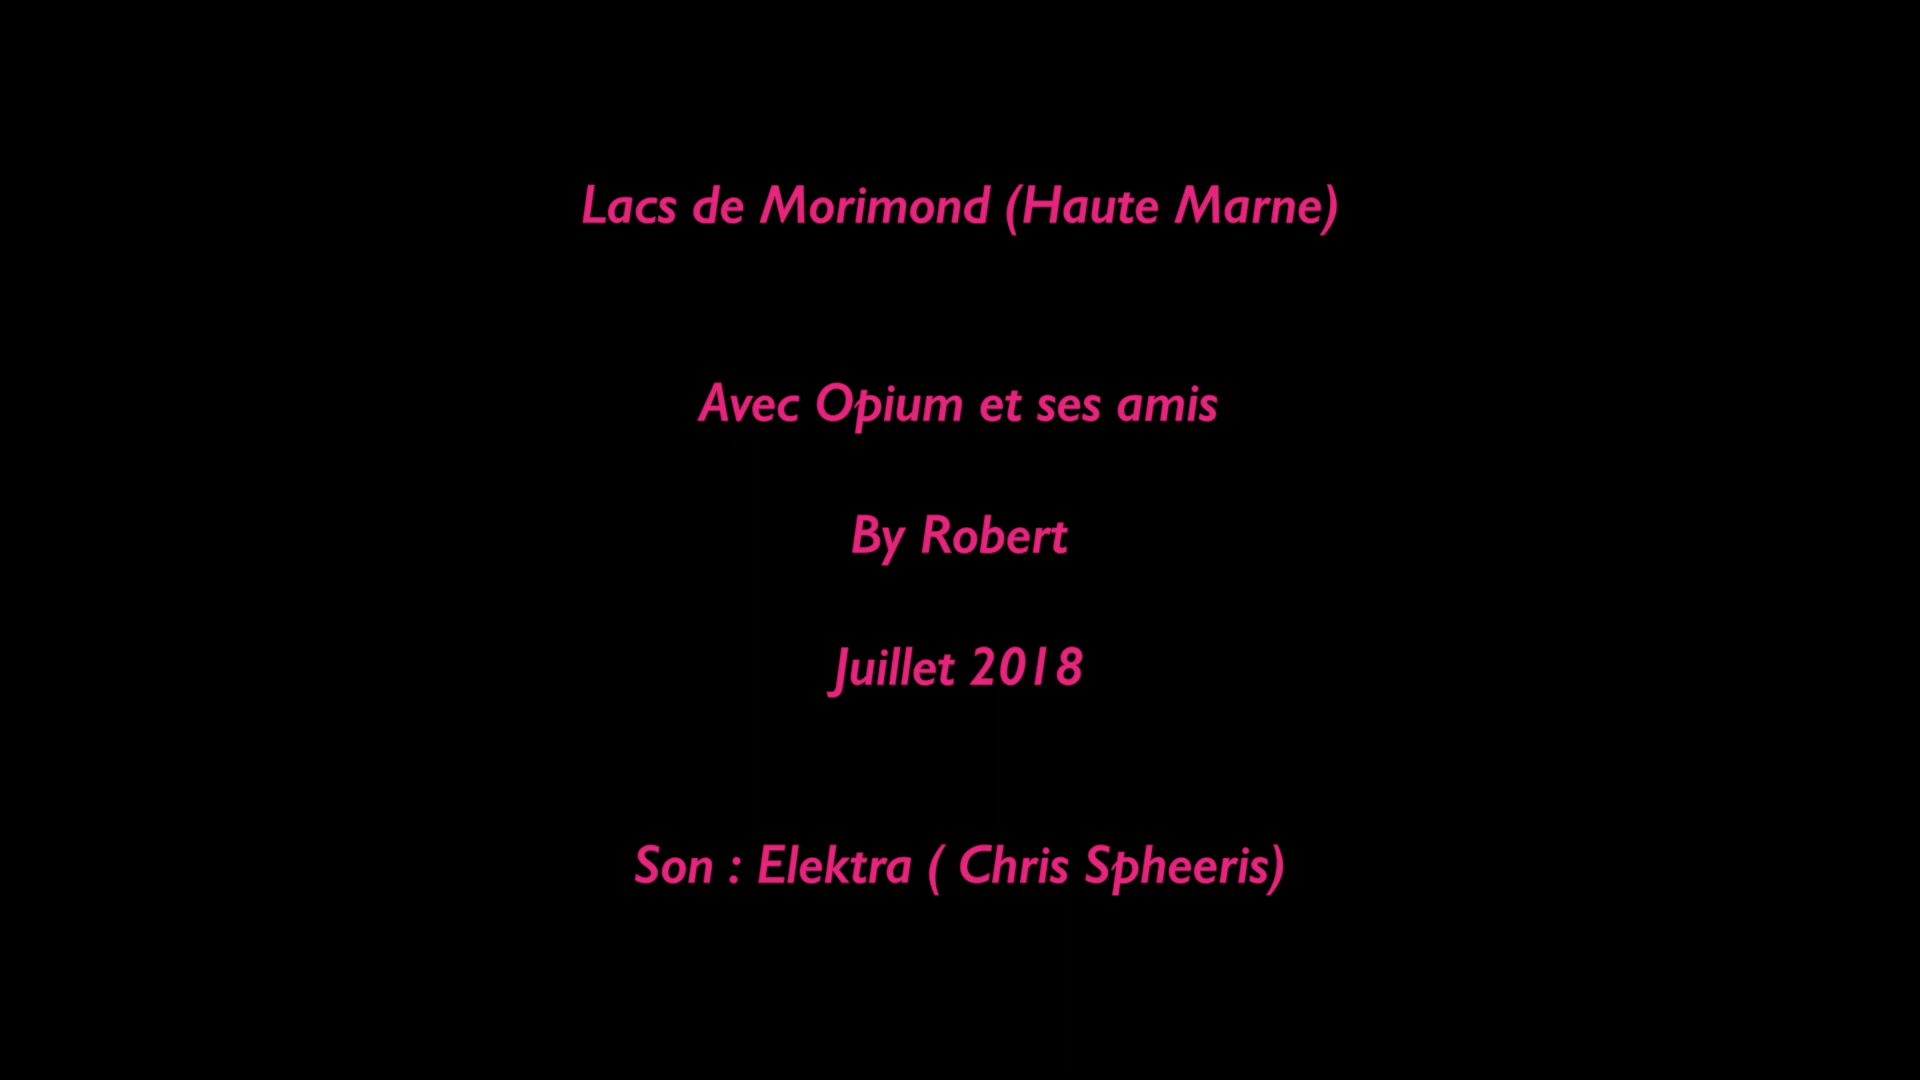 Lacs de Morimond (Haute Marne)
Avec Opium et ses amis
By Robert
Juillet 2018
Son : Elektra ( Chris Spheeris)